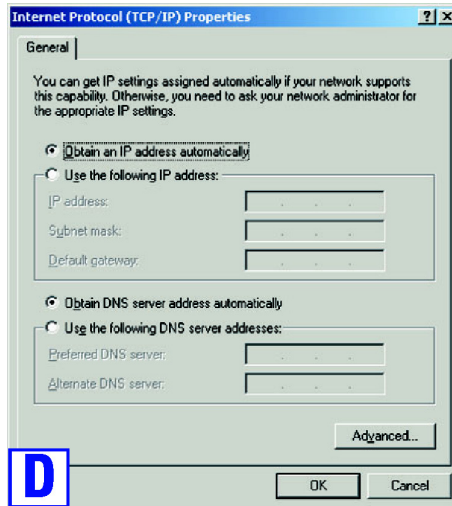 Internet Protocol (TCP/IP) Properties
General
You can get IP settings assigned automatically if your network supports
this capability. Otherwise, you need to ask your network administrator for
the appropriate IP settings.
Obtain an IP address automatically
Use the following IP address:
IP address:
Subnet mask:
Default gateway:
Obtain DNS server address automatically
Use the following DNS server addresses:
Preferred DNS server:
Alternate DNS server:
Advanced...
D
OK Cancel